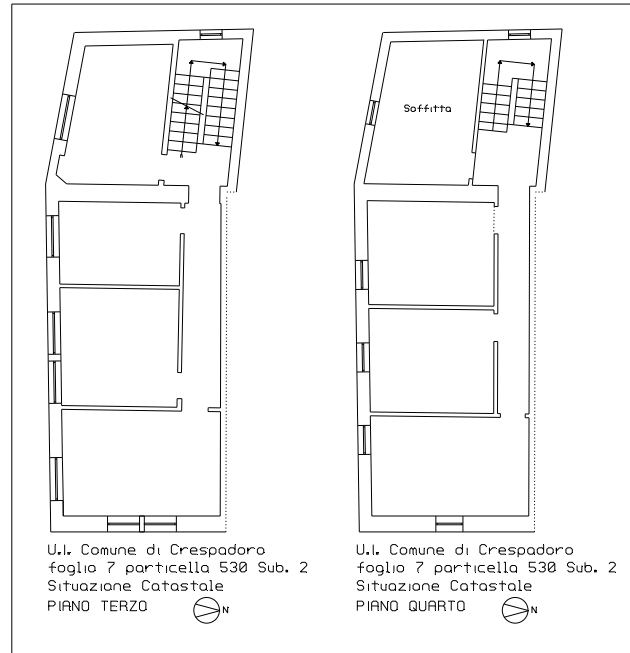 Soffitta
U.I. Comune di Crespadoro
foglio 7 particella 530 Sub. 2
Situazione Catastale
PIANO TERZO
N
U.I. Comune di Crespadoro
foglio 7 particella 530 Sub. 2
Situazione Catastale
PIANO QUARTO
N